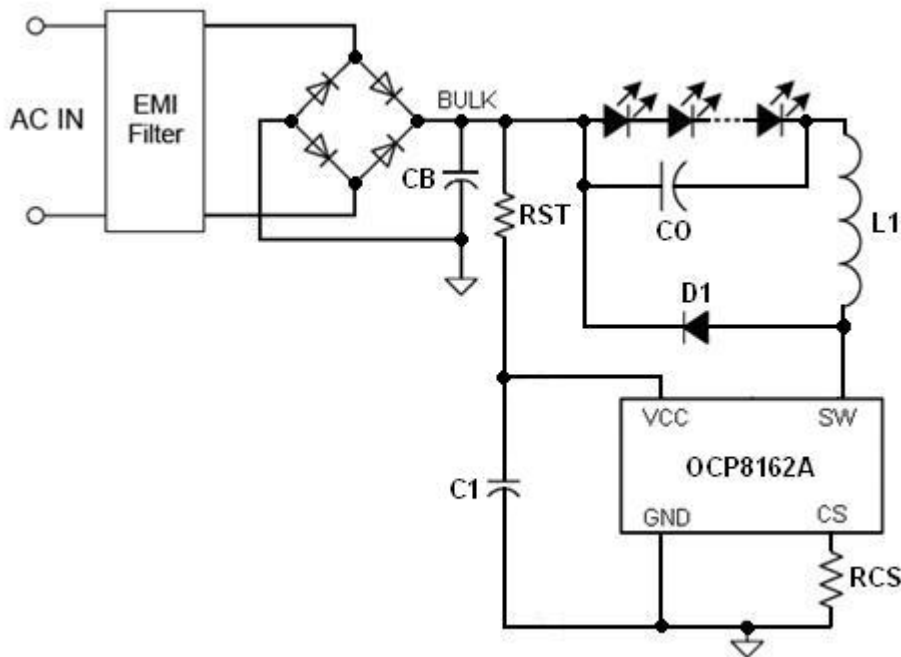 AC IN
EMI
Filter
BULK
CB
RST
CO
L1
D1
VCC
SW
OCP8162A
C1
GND
CS
RCS